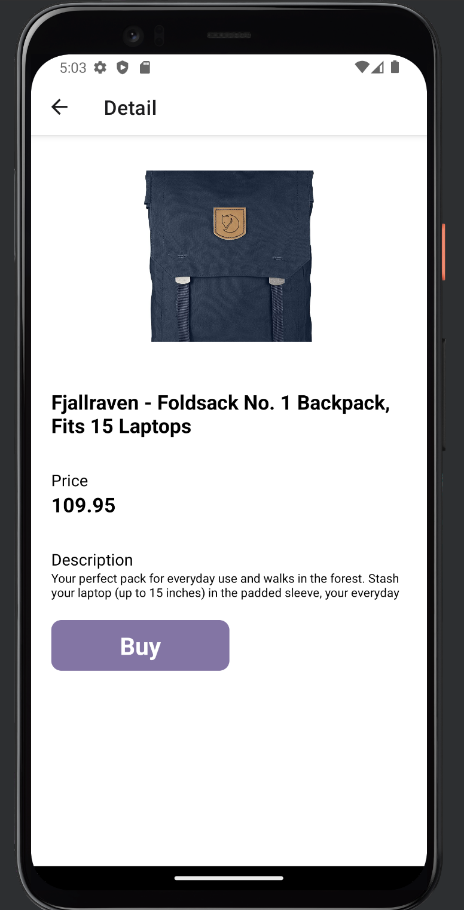 5:03
Detail
Fjallraven - Foldsack No. 1 Backpack,
Fits 15 Laptops
Price
109.95
Description
Your perfect pack for everyday use and walks in the forest. Stash
your laptop (up to 15 inches) in the padded sleeve, your everyday
Buy